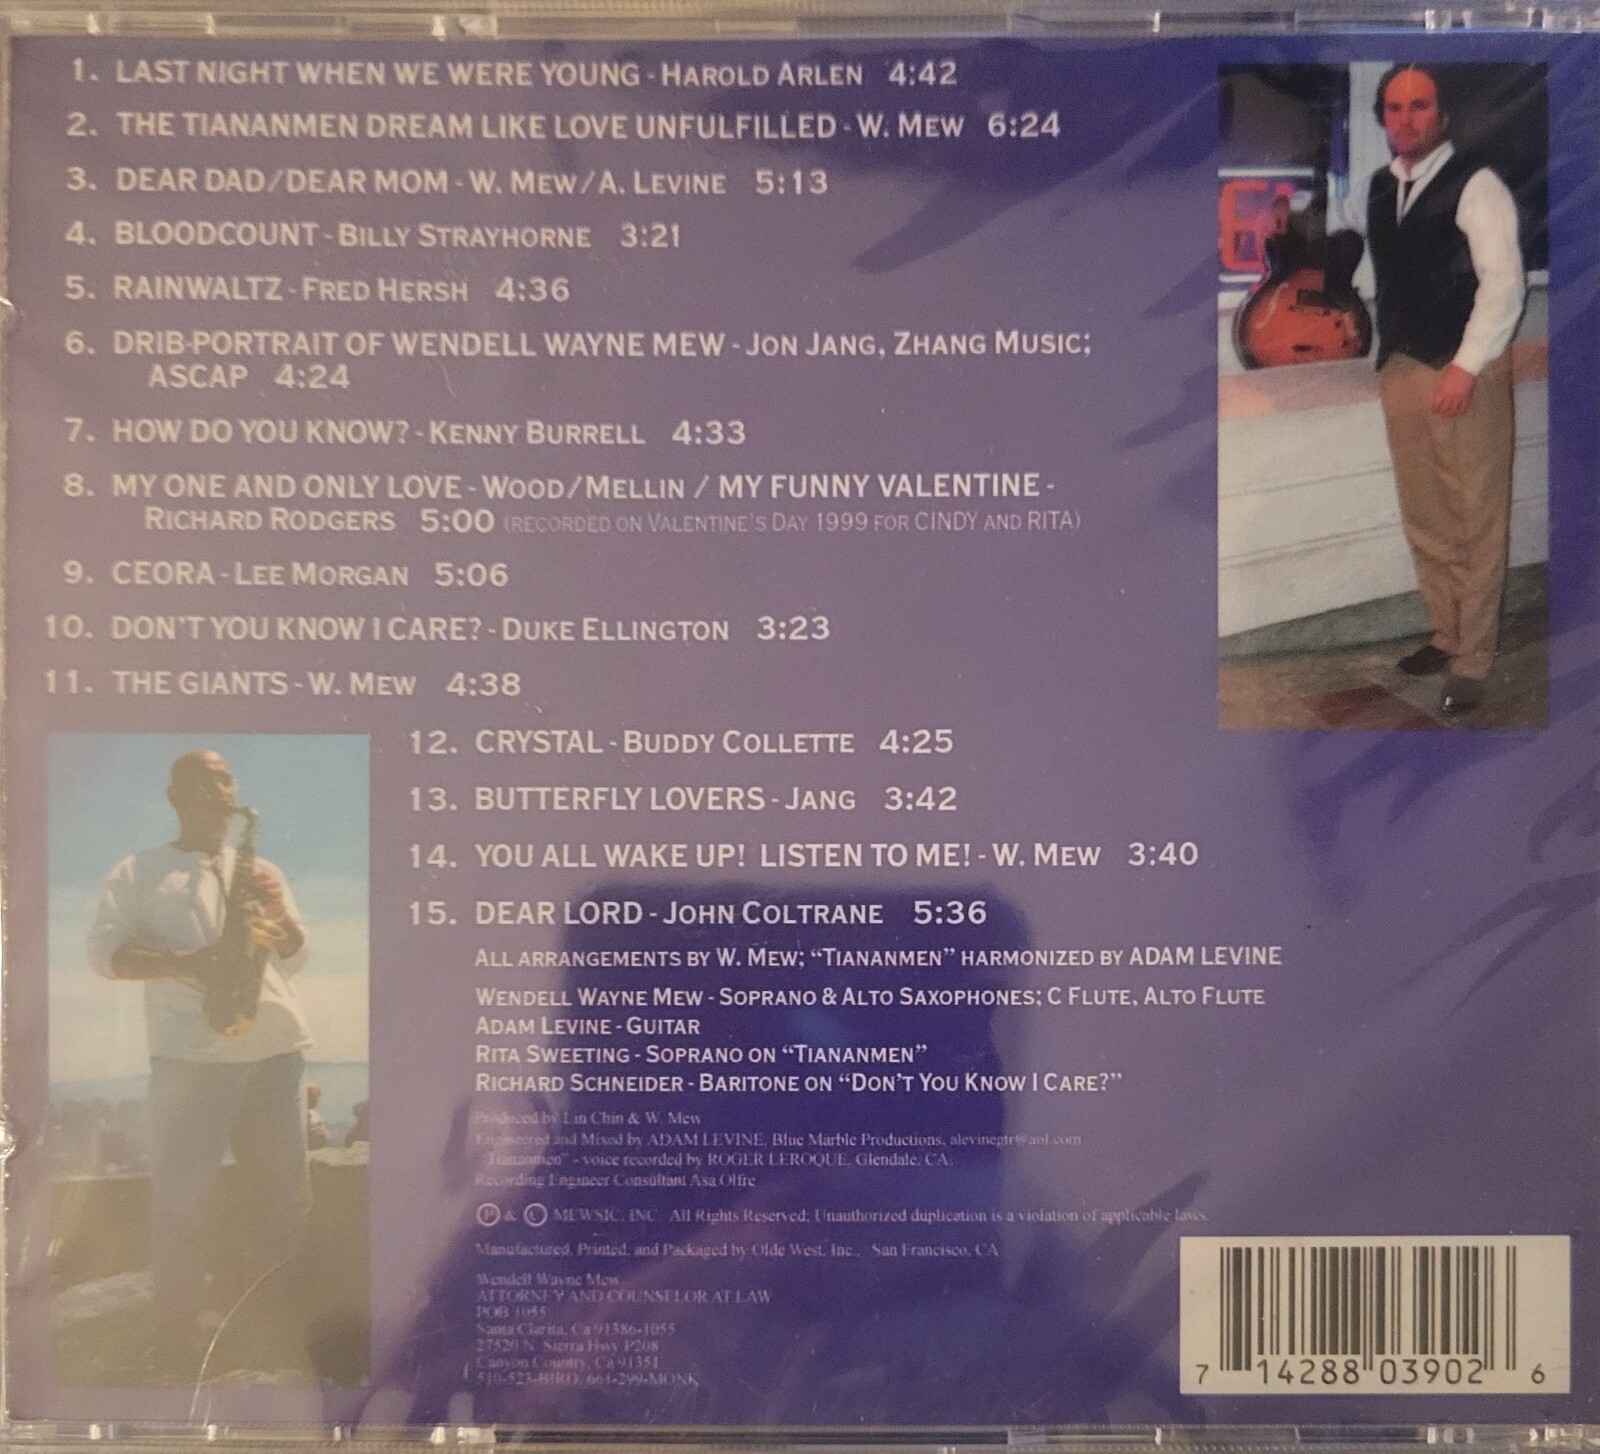 1. LAST NIGHT WHEN WE WERE YOUNG - HAROLD ARLEN 4:42
2. THE TIANANMEN DREAM LIKE LOVE UNFULFILLED - W. MEW 6:24
3. DEAR DAD/DEAR MOM - W. MEW/A. LEVINE 5:13
4. BLOODCOUNT - BILLY STRAYHORNE 3:21
5. RAINWALTZ - FRED HERSH 4:36
6. DRIB-PORTRAIT OF WENDELL WAYNE MEW - JON JANG, ZHANG MUSIC;
ASCAP 4:24
7. HOW DO YOU KNOW? - KENNY BURRELL 4:33
8. MY ONE AND ONLY LOVE - WOOD/MELLIN / MY FUNNY VALENTINE -
RICHARD RODGERS 5:00 (RECORDED ON VALENTINE'S DAY 1999 FOR CINDY AND RITA)
9. CEORA - LEE MORGAN 5:06
10. DON'T YOU KNOW I CARE? - DUKE ELLINGTON 3:23
11. THE GIANTS - W. MEW 4:38
12. CRYSTAL - BUDDY COLLETTE 4:25
13. BUTTERFLY LOVERS - JANG 3:42
14. YOU ALL WAKE UP! LISTEN TO ME! - W. MEW 3:40
15. DEAR LORD - JOHN COLTRANE 5:36
ALL ARRANGEMENTS BY W. MEW; "TIANANMEN" HARMONIZED BY ADAM LEVINE
WENDELL WAYNE MEW - SOPRANO & ALTO SAXOPHONES; C FLUTE, ALTO FLUTE
ADAM LEVINE - GUITAR
RITA SWEETING - SOPRANO ON "TIANANMEN"
RICHARD SCHNEIDER - BARITONE ON "DON'T YOU KNOW I CARE?"
Produced by Lin Chin & W. Mew
Engineered and Mixed by ADAM LEVINE, Blue Marble Productions, alevinegtr@aol.com
"Tiananmen" - voice recorded by ROGER LEROQUE, Glendale, CA.
Recording Engineer Consultant Asa Olfre
Ⓟ & © MEWSIC, INC. All Rights Reserved; Unauthorized duplication is a violation of applicable laws.
Manufactured, Printed, and Packaged by Olde West, Inc., San Francisco, CA
Wendell Wayne Mew
ATTORNEY AND COUNSELOR AT LAW
POB 1055
Santa Clarita, Ca 91386-1055
27520 N. Sierra Hwy P208
Canyon Country, Ca 91351
510-523-BIRD, 661-299-MONK
7 14288 03902 6